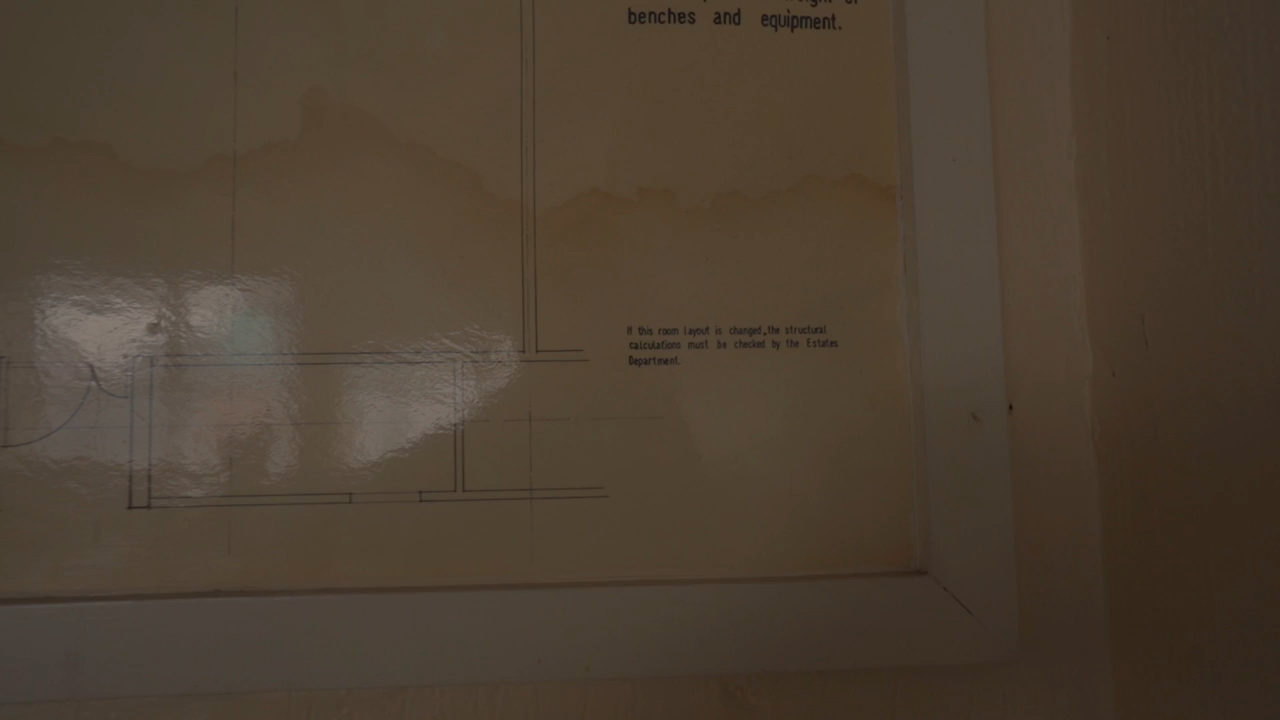 benches and equipment.
If this room layout is changed, the structural
calculations must be checked by the Estates
Department.